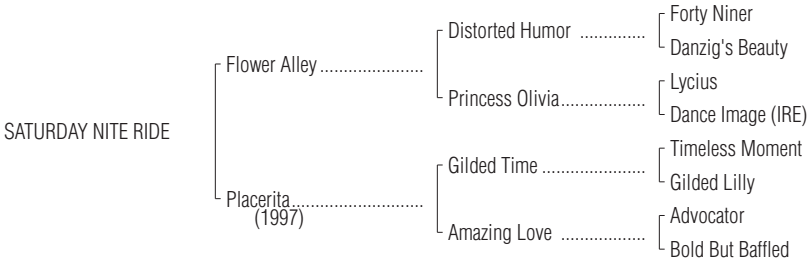 Forty Niner
Distorted Humor ..............
Danzig's Beauty
Flower Alley ......................
Lycius
Princess Olivia..................
Dance Image (IRE)
SATURDAY NITE RIDE
Timeless Moment
Gilded Time ......................
Gilded Lilly
Placerita............................
(1997)
Advocator
Amazing Love ..................
Bold But Baffled